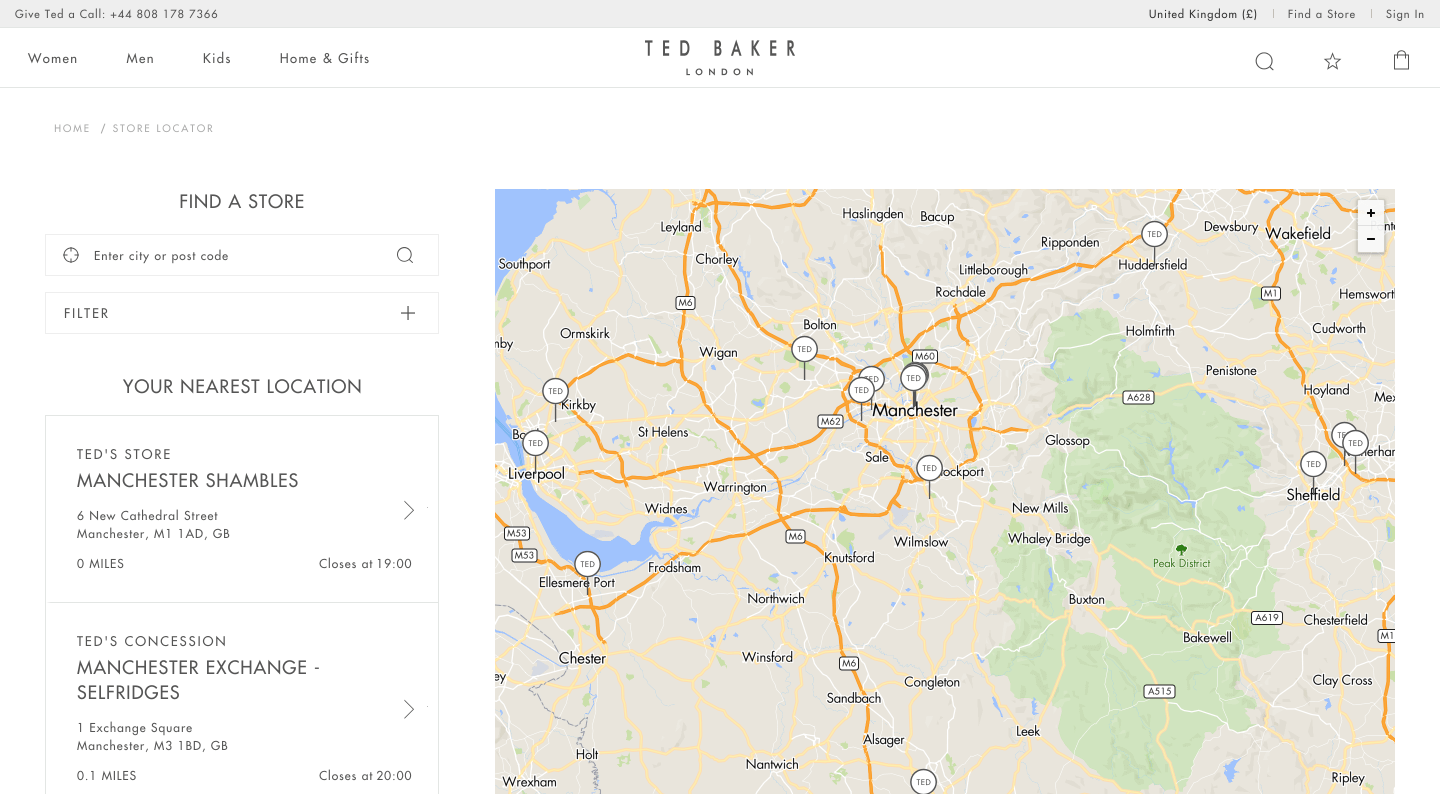 Give Ted a Call: +44 808 178 7366
United Kingdom (£)
Find a Store
Sign In
Women
Men
Kids
Home & Gifts
TED BAKER
LONDON
HOME / STORE LOCATOR
FIND A STORE
Enter city or post code
FILTER
YOUR NEAREST LOCATION
TED'S STORE
MANCHESTER SHAMBLES
6 New Cathedral Street
Manchester, M1 1AD, GB
0 MILES
Closes at 19:00
TED'S CONCESSION
MANCHESTER EXCHANGE -
SELFRIDGES
1 Exchange Square
Manchester, M3 1BD, GB
0.1 MILES
Closes at 20:00
+
-
Haslingden
Bacup
Leyland
Dewsbury
Wakefield
TED
Ripponden
Chorley
Southport
Littleborough
Huddersfield
Rochdale
M1
Hemsworth
M6
Bolton
Ormskirk
Holmfirth
Cudworth
Wigan
TED
M60
Penistone
TED
TED
TED
Hoyland
Kirkby
A628
Manchester
M62
St Helens
TED
Sale
Glossop
TED
Liverpool
TED
TED
Warrington
Sheffield
Widnes
New Mills
M53
M6
Wilmslow
Whaley Bridge
M53
Knutsford
TED
Frodsham
Peak District
Ellesmere Port
Northwich
Buxton
A619
Chesterfield
Bakewell
M1
Chester
Winsford
M6
Congleton
Clay Cross
Sandbach
A515
Leek
Alsager
Holt
Nantwich
Wrexham
TED
Ripley